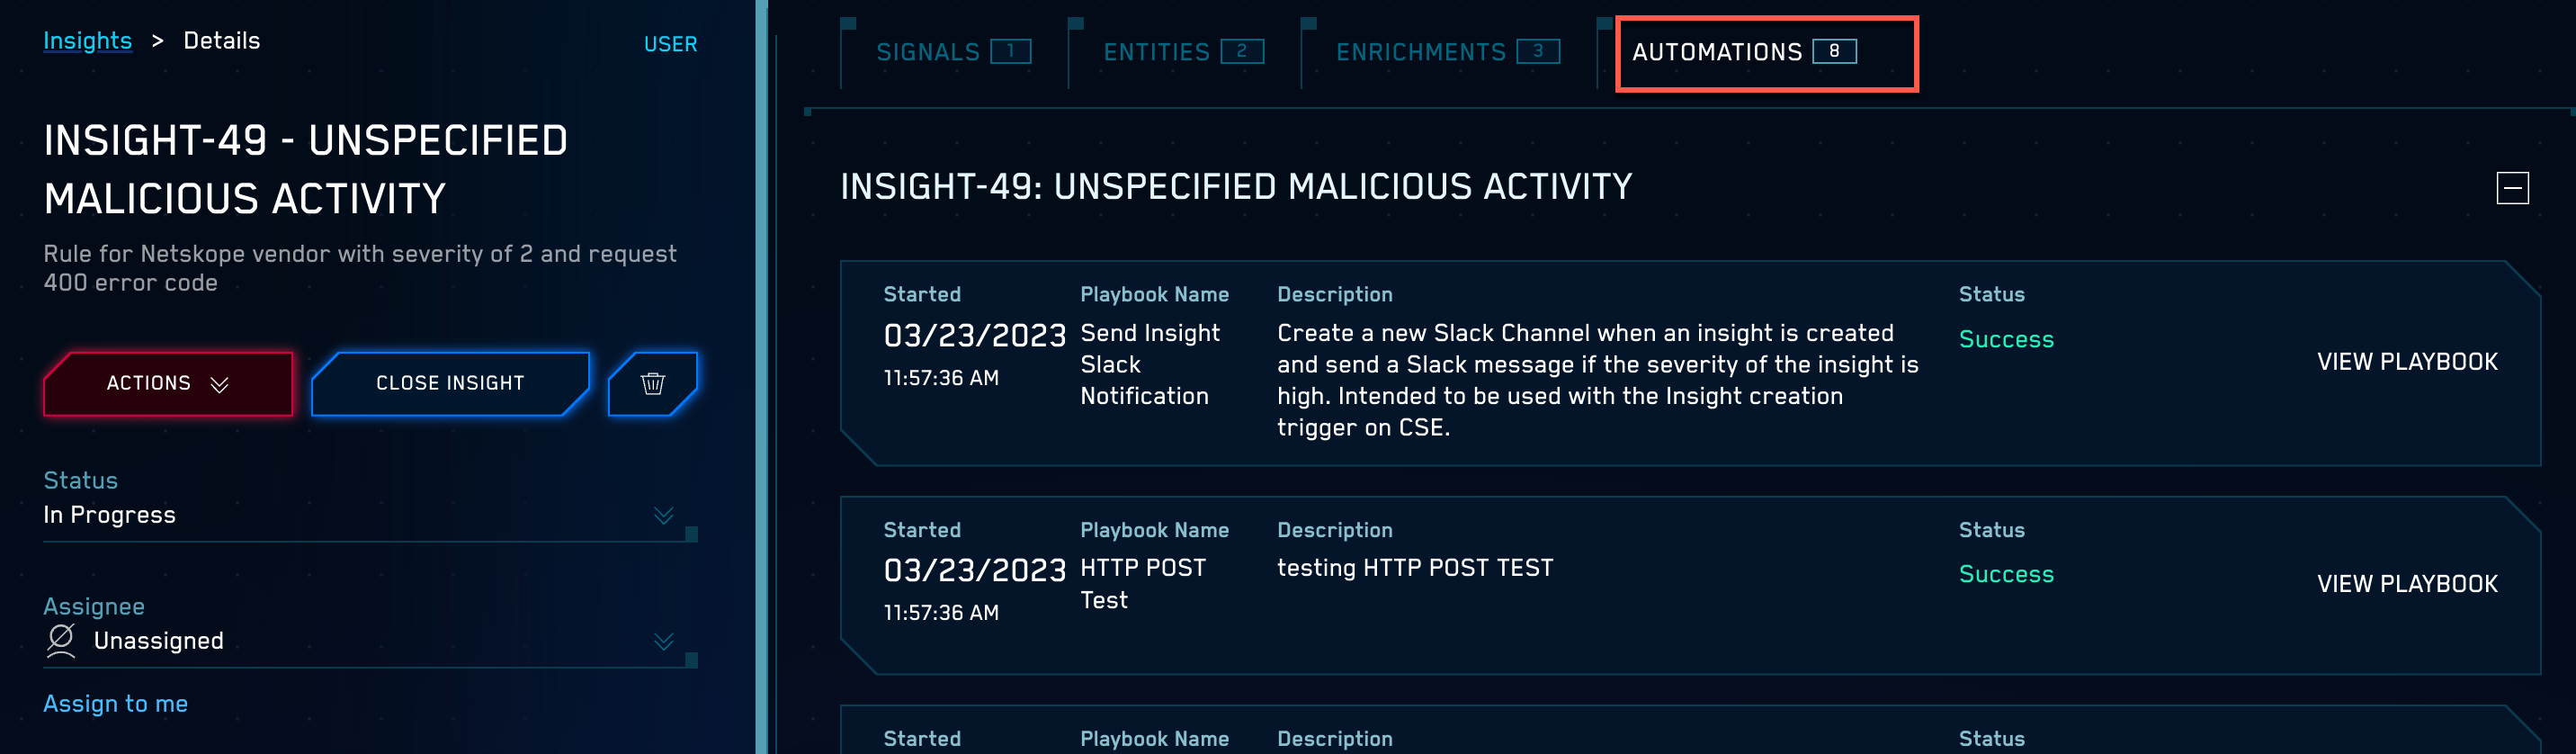 Insights > Details
USER
INSIGHT-49 - UNSPECIFIED
MALICIOUS ACTIVITY
Rule for Netskope vendor with severity of 2 and request
400 error code
ACTIONS
CLOSE INSIGHT
Status
In Progress
Assignee
Unassigned
Assign to me
SIGNALS 1
ENTITIES 2
ENRICHMENTS 3
AUTOMATIONS 8
INSIGHT-49: UNSPECIFIED MALICIOUS ACTIVITY
Started
03/23/2023
11:57:36 AM
Playbook Name
Send Insight
Slack
Notification
Description
Create a new Slack Channel when an insight is created
and send a Slack message if the severity of the insight is
high. Intended to be used with the Insight creation
trigger on CSE.
Status
Success
VIEW PLAYBOOK
Started
03/23/2023
11:57:36 AM
Playbook Name
HTTP POST
Test
Description
testing HTTP POST TEST
Status
Success
VIEW PLAYBOOK
Started
Playbook Name
Description
Status